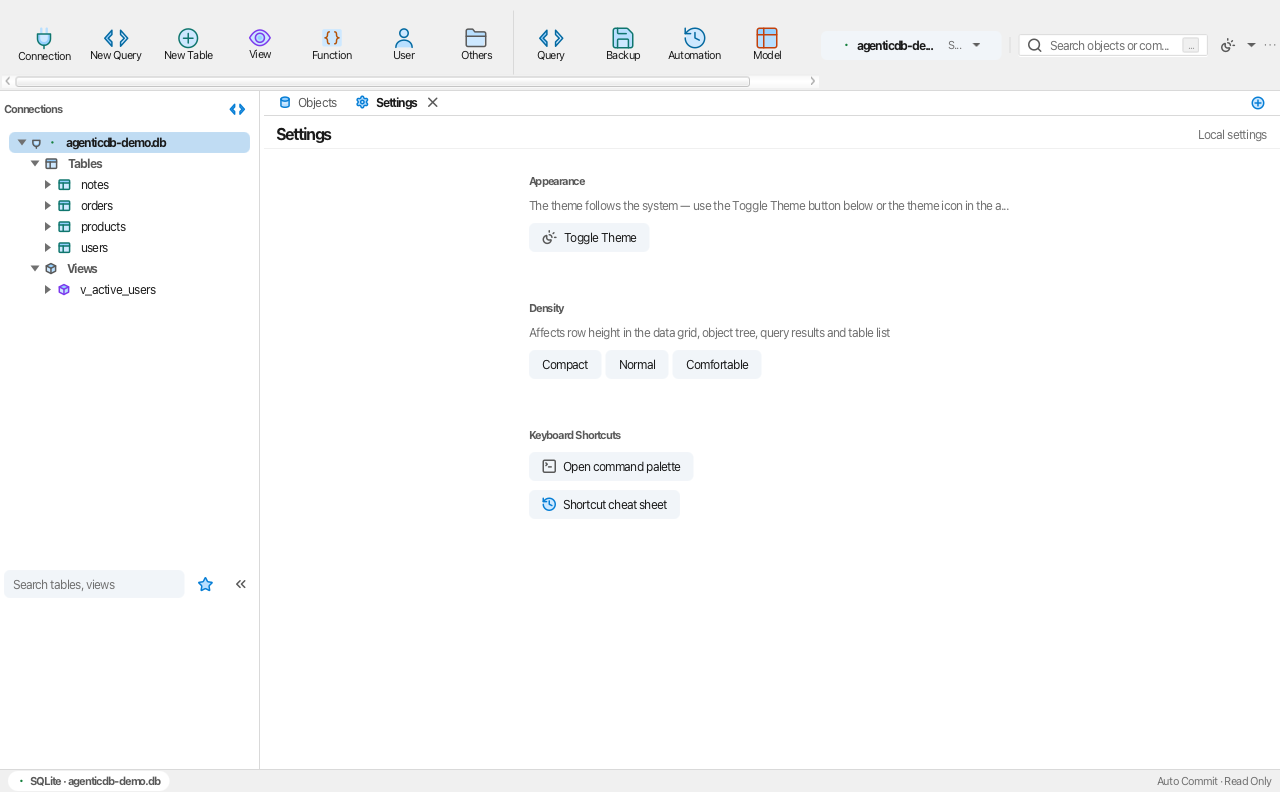 Connection
New Query
New Table
View
Function
User
Others
Query
Backup
Automation
Model
agenticdb-de...
S...
Search objects or com...
...
Connections
Objects
Settings
Settings
Local settings
agenticdb-demo.db
Tables
notes
orders
products
users
Views
v_active_users
Appearance
The theme follows the system — use the Toggle Theme button below or the theme icon in the a...
Toggle Theme
Density
Affects row height in the data grid, object tree, query results and table list
Compact
Normal
Comfortable
Keyboard Shortcuts
Open command palette
Shortcut cheat sheet
Search tables, views
SQLite · agenticdb-demo.db
Auto Commit · Read Only